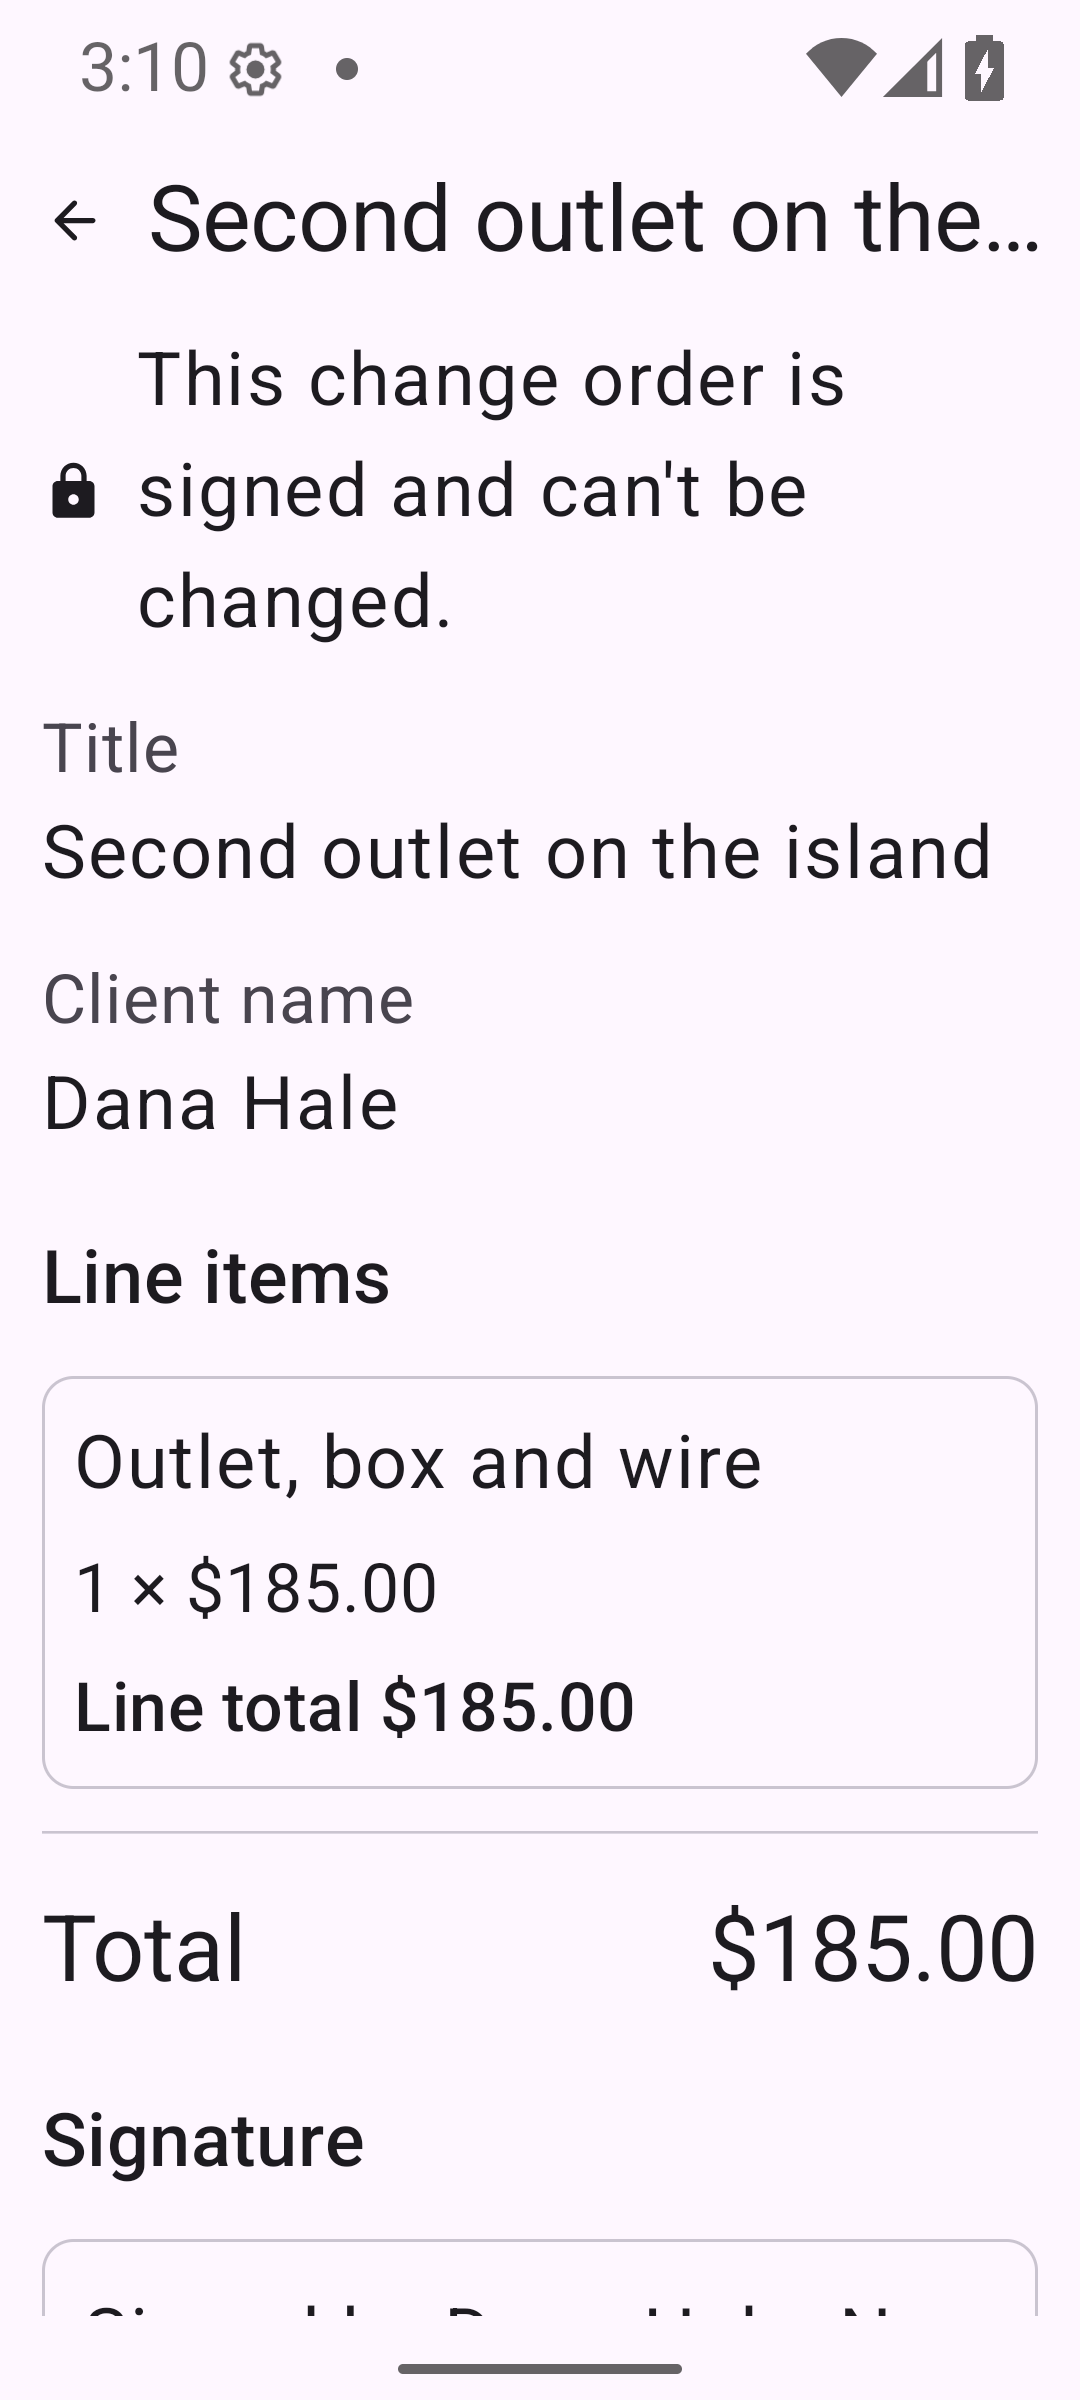 3:10
Second outlet on the…
This change order is
signed and can't be
changed.
Title
Second outlet on the island
Client name
Dana Hale
Line items
Outlet, box and wire
1 × $185.00
Line total $185.00
Total $185.00
Signature